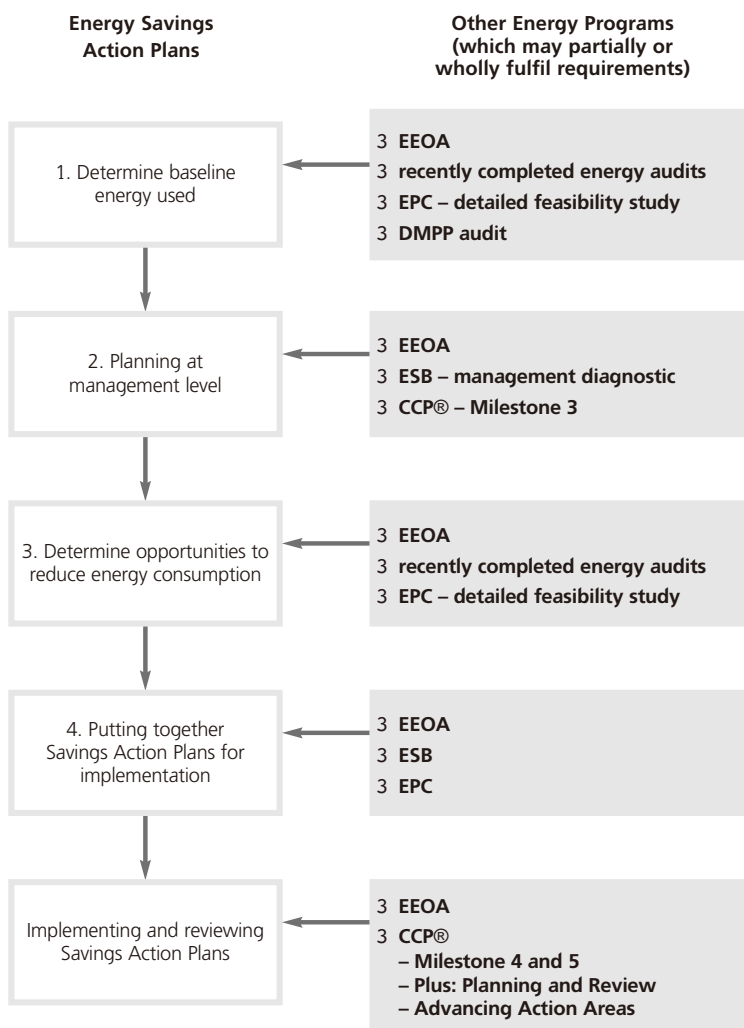 Energy Savings
Action Plans
Other Energy Programs
(which may partially or
wholly fulfil requirements)
1. Determine baseline
energy used
3 EEOA
3 recently completed energy audits
3 EPC – detailed feasibility study
3 DMPP audit
2. Planning at
management level
3 EEOA
3 ESB – management diagnostic
3 CCP® – Milestone 3
3. Determine opportunities to
reduce energy consumption
3 EEOA
3 recently completed energy audits
3 EPC – detailed feasibility study
4. Putting together
Savings Action Plans for
implementation
3 EEOA
3 ESB
3 EPC
Implementing and reviewing
Savings Action Plans
3 EEOA
3 CCP®
– Milestone 4 and 5
– Plus: Planning and Review
– Advancing Action Areas